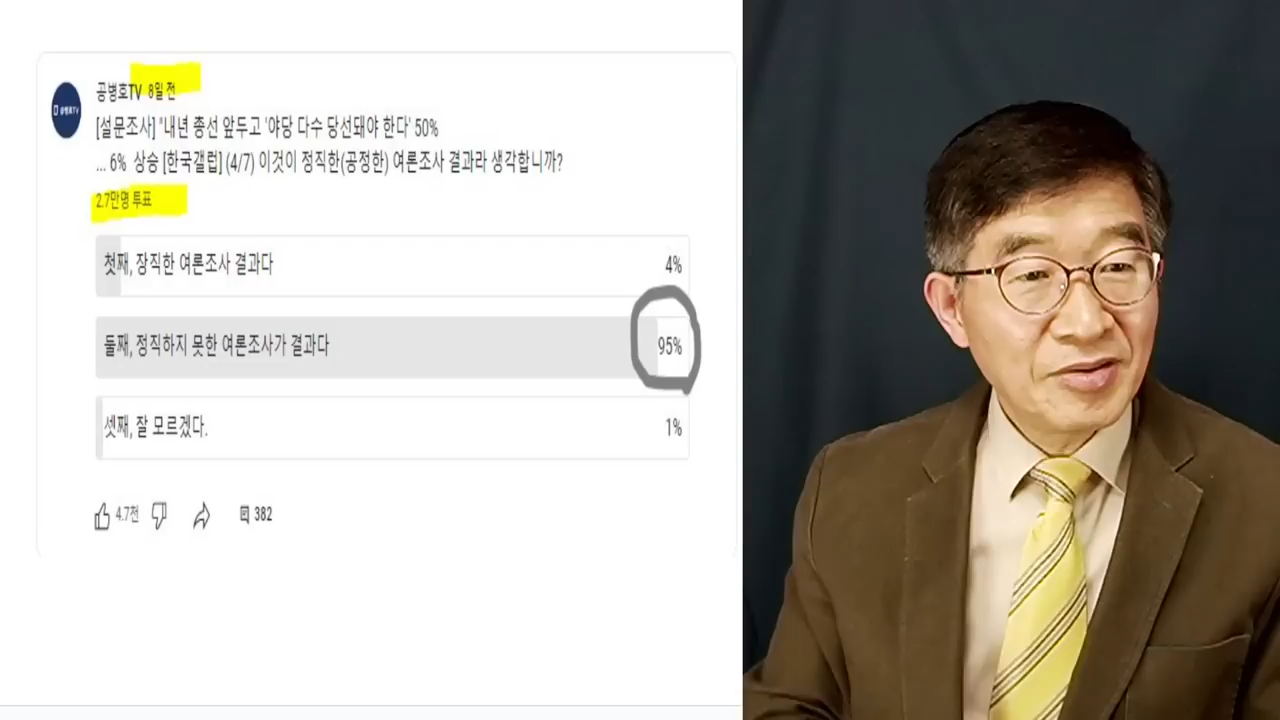 공병호TV
공병호TV 8일 전
[설문조사] "내년 총선 앞두고 '야당 다수 당선돼야 한다' 50%
... 6% 상승 [한국갤럽] (4/7) 이것이 정직한(공정한) 여론조사 결과라 생각합니까?
2.7만명 투표
첫째, 장직한 여론조사 결과다 4%
둘째, 정직하지 못한 여론조사가 결과다 95%
셋째, 잘 모르겠다. 1%
4.7천 382